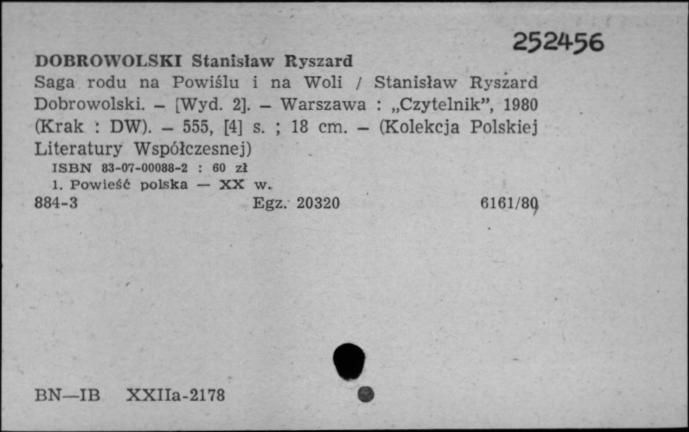 252456
DOBROWOLSKI Stanisław Ryszard
Saga rodu na Powiślu i na Woli / Stanisław Ryszard
Dobrowolski. — [Wyd. 2]. — Warszawa : „Czytelnik”, 1980
(Krak : DW). — 555, [4] s. ; 18 cm. — (Kolekcja Polskiej
Literatury Współczesnej)
ISBN 83-07-00088-2 : 60 zł
1. Powieść polska — XX w.
884-3 Egz. 20320 6161/80
BN—IB XXIIa-2178